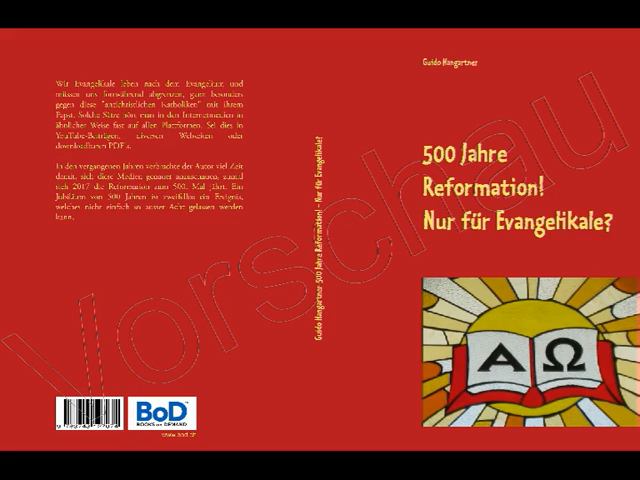 Wir Evangelikale leben nach dem Evangelium und
müssen uns fortwährend abgrenzen, ganz besonders
gegen diese "antichristlichen Katholiken" mit ihrem
Papst. Solche Sätze hört man in den Internetmedien in
ähnlicher Weise fast auf allen Plattformen. Sei dies in
YouTube-Beiträgen, diversen Webseiten oder
downloadbaren PDF's.
In den vergangenen Jahren verbrachte der Autor viel Zeit
damit, sich diese Medien genauer anzuschauen, zumal
sich 2017 die Reformation zum 500. Mal jährt. Ein
Jubiläum von 500 Jahren ist zweifellos ein Ereignis,
welches nicht einfach so ausser Acht gelassen werden
kann.
BoD
BOOKS on DEMAND
Guido Hangartner 500 Jahre Reformation! - Nur für Evangelikale?
Guido Hangartner
500 Jahre
Reformation!
Nur für Evangelikale?
Α Ω
Vorschau